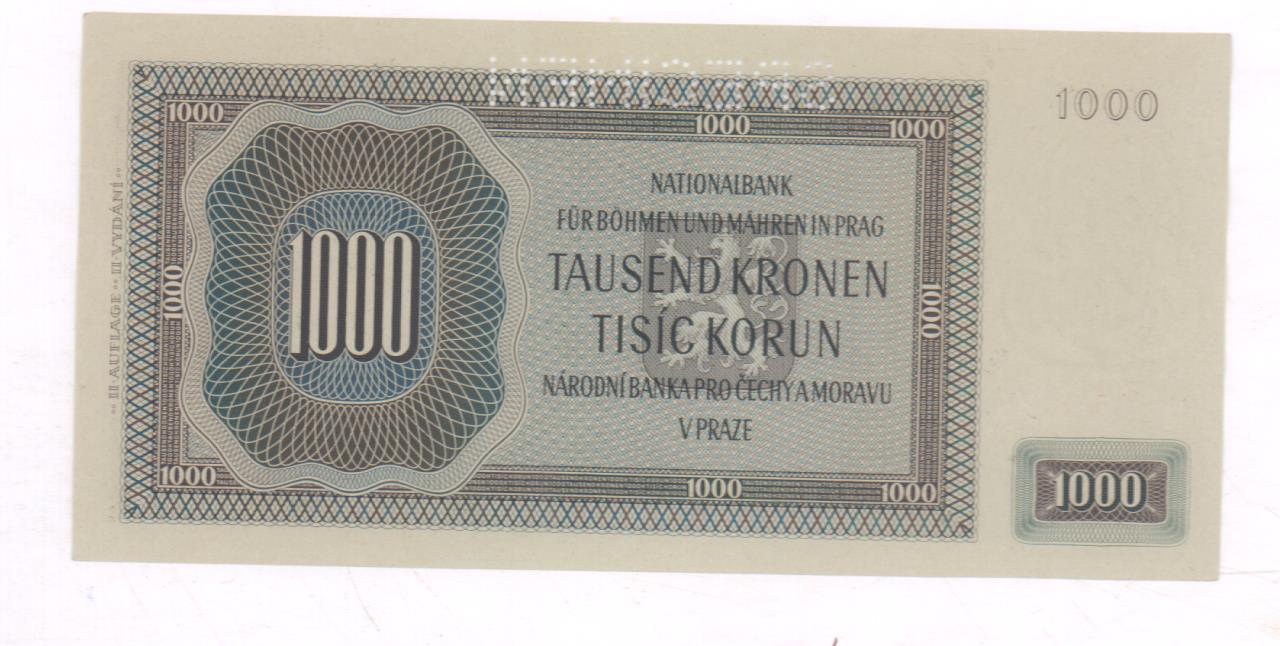 1000
1000 1000 1000
NATIONALBANK
FÜR BÖHMEN UND MÄHREN IN PRAG
TAUSEND KRONEN
TISÍC KORUN
NÁRODNÍ BANKA PRO ČECHY A MORAVU
V PRAZE
1000
1000
1000
1000 1000 1000
1000
„ II·AUFLAGE „ II·VYDÁNÍ „